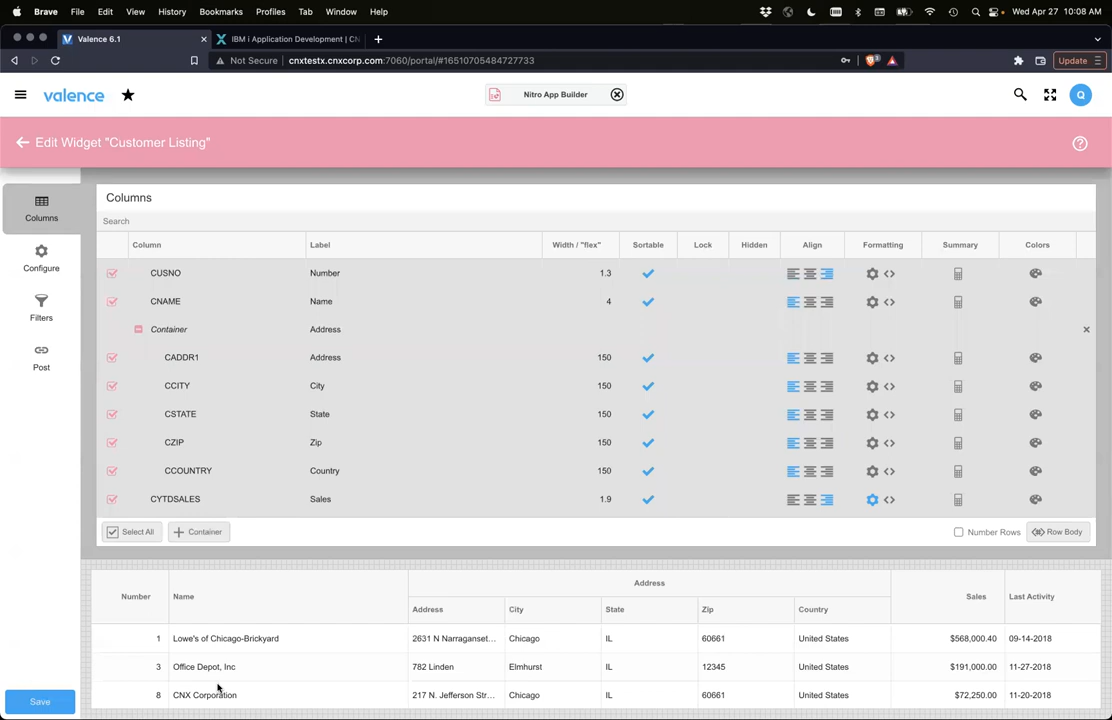 Brave File Edit View History Bookmarks Profiles Tab Window Help Wed Apr 27 10:08 AM
Valence 6.1 IBM i Application Development | CN
Not Secure cnxtestx.cnxcorp.com:7060/portal/#16510705484727733 Update
valence Nitro App Builder Q
Edit Widget "Customer Listing"
Columns
Configure
Filters
Post
Save
Columns
Search
Column Label Width / "flex" Sortable Lock Hidden Align Formatting Summary Colors
CUSNO Number 1.3
CNAME Name 4
Container Address
CADDR1 Address 150
CCITY City 150
CSTATE State 150
CZIP Zip 150
CCOUNTRY Country 150
CYTDSALES Sales 1.9
Select All Container Number Rows Row Body
Address
Number Name Sales Last Activity
Address City State Zip Country
1 Lowe's of Chicago-Brickyard 2631 N Narraganset... Chicago IL 60661 United States $568,000.40 09-14-2018
3 Office Depot, Inc 782 Linden Elmhurst IL 12345 United States $191,000.00 11-27-2018
8 CNX Corporation 217 N. Jefferson Str... Chicago IL 60661 United States $72,250.00 11-20-2018